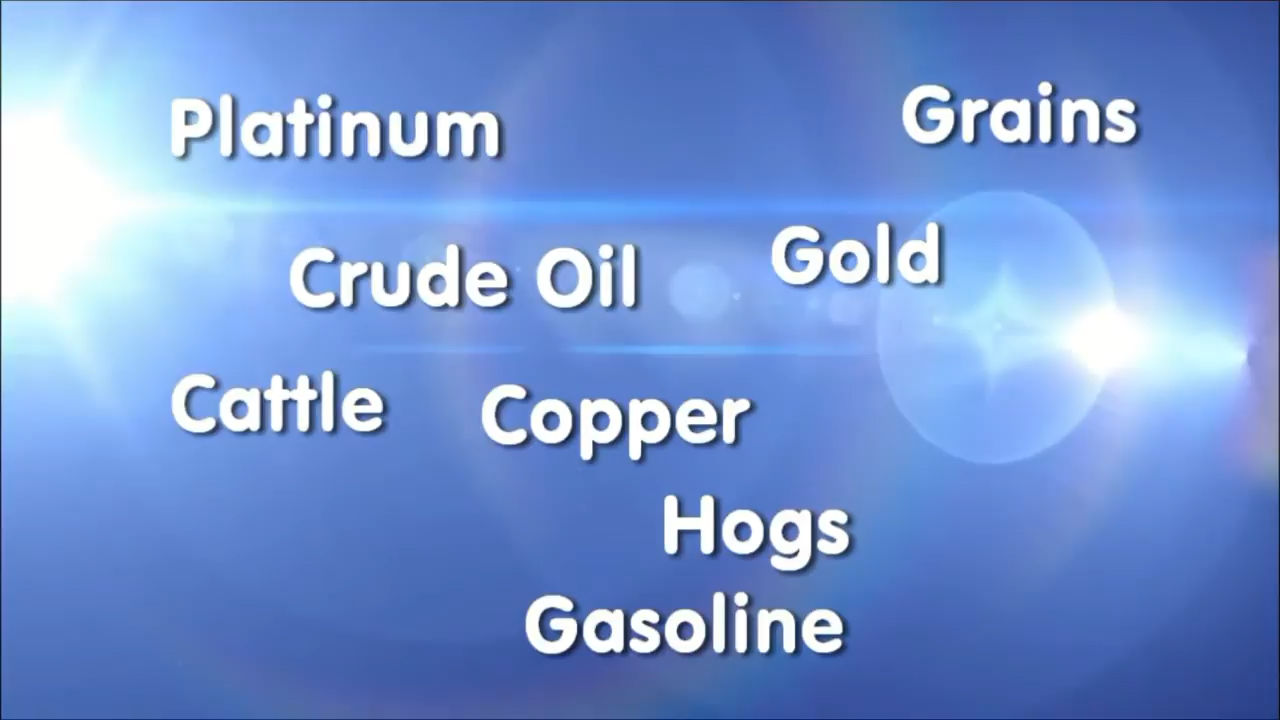 Platinum
Grains
Crude Oil
Gold
Cattle
Copper
Hogs
Gasoline